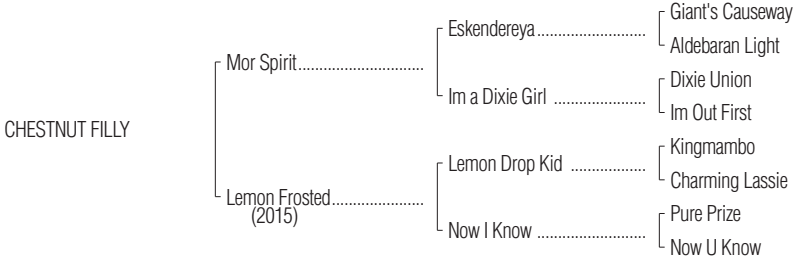 Giant's Causeway
Eskendereya..........................
Aldebaran Light
Mor Spirit..............................
Dixie Union
Im a Dixie Girl ......................
Im Out First
CHESTNUT FILLY
Kingmambo
Lemon Drop Kid ..................
Charming Lassie
Lemon Frosted......................
(2015)
Pure Prize
Now I Know ..........................
Now U Know